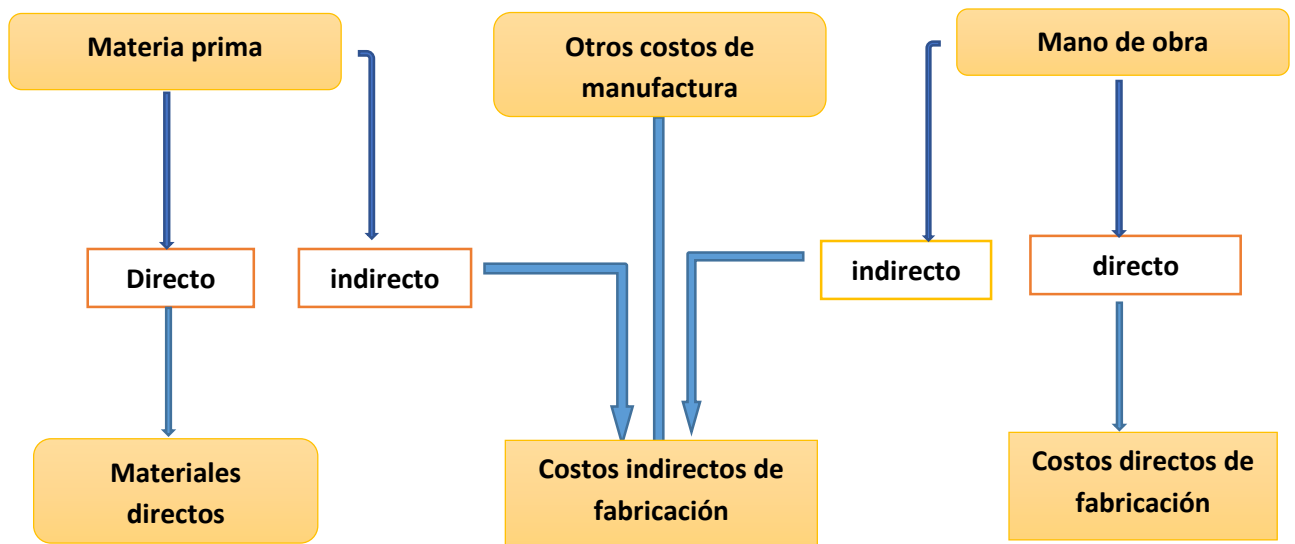 Materia prima
Otros costos de
manufactura
Mano de obra
Directo
indirecto
indirecto
directo
Materiales
directos
Costos indirectos de
fabricación
Costos directos de
fabricación